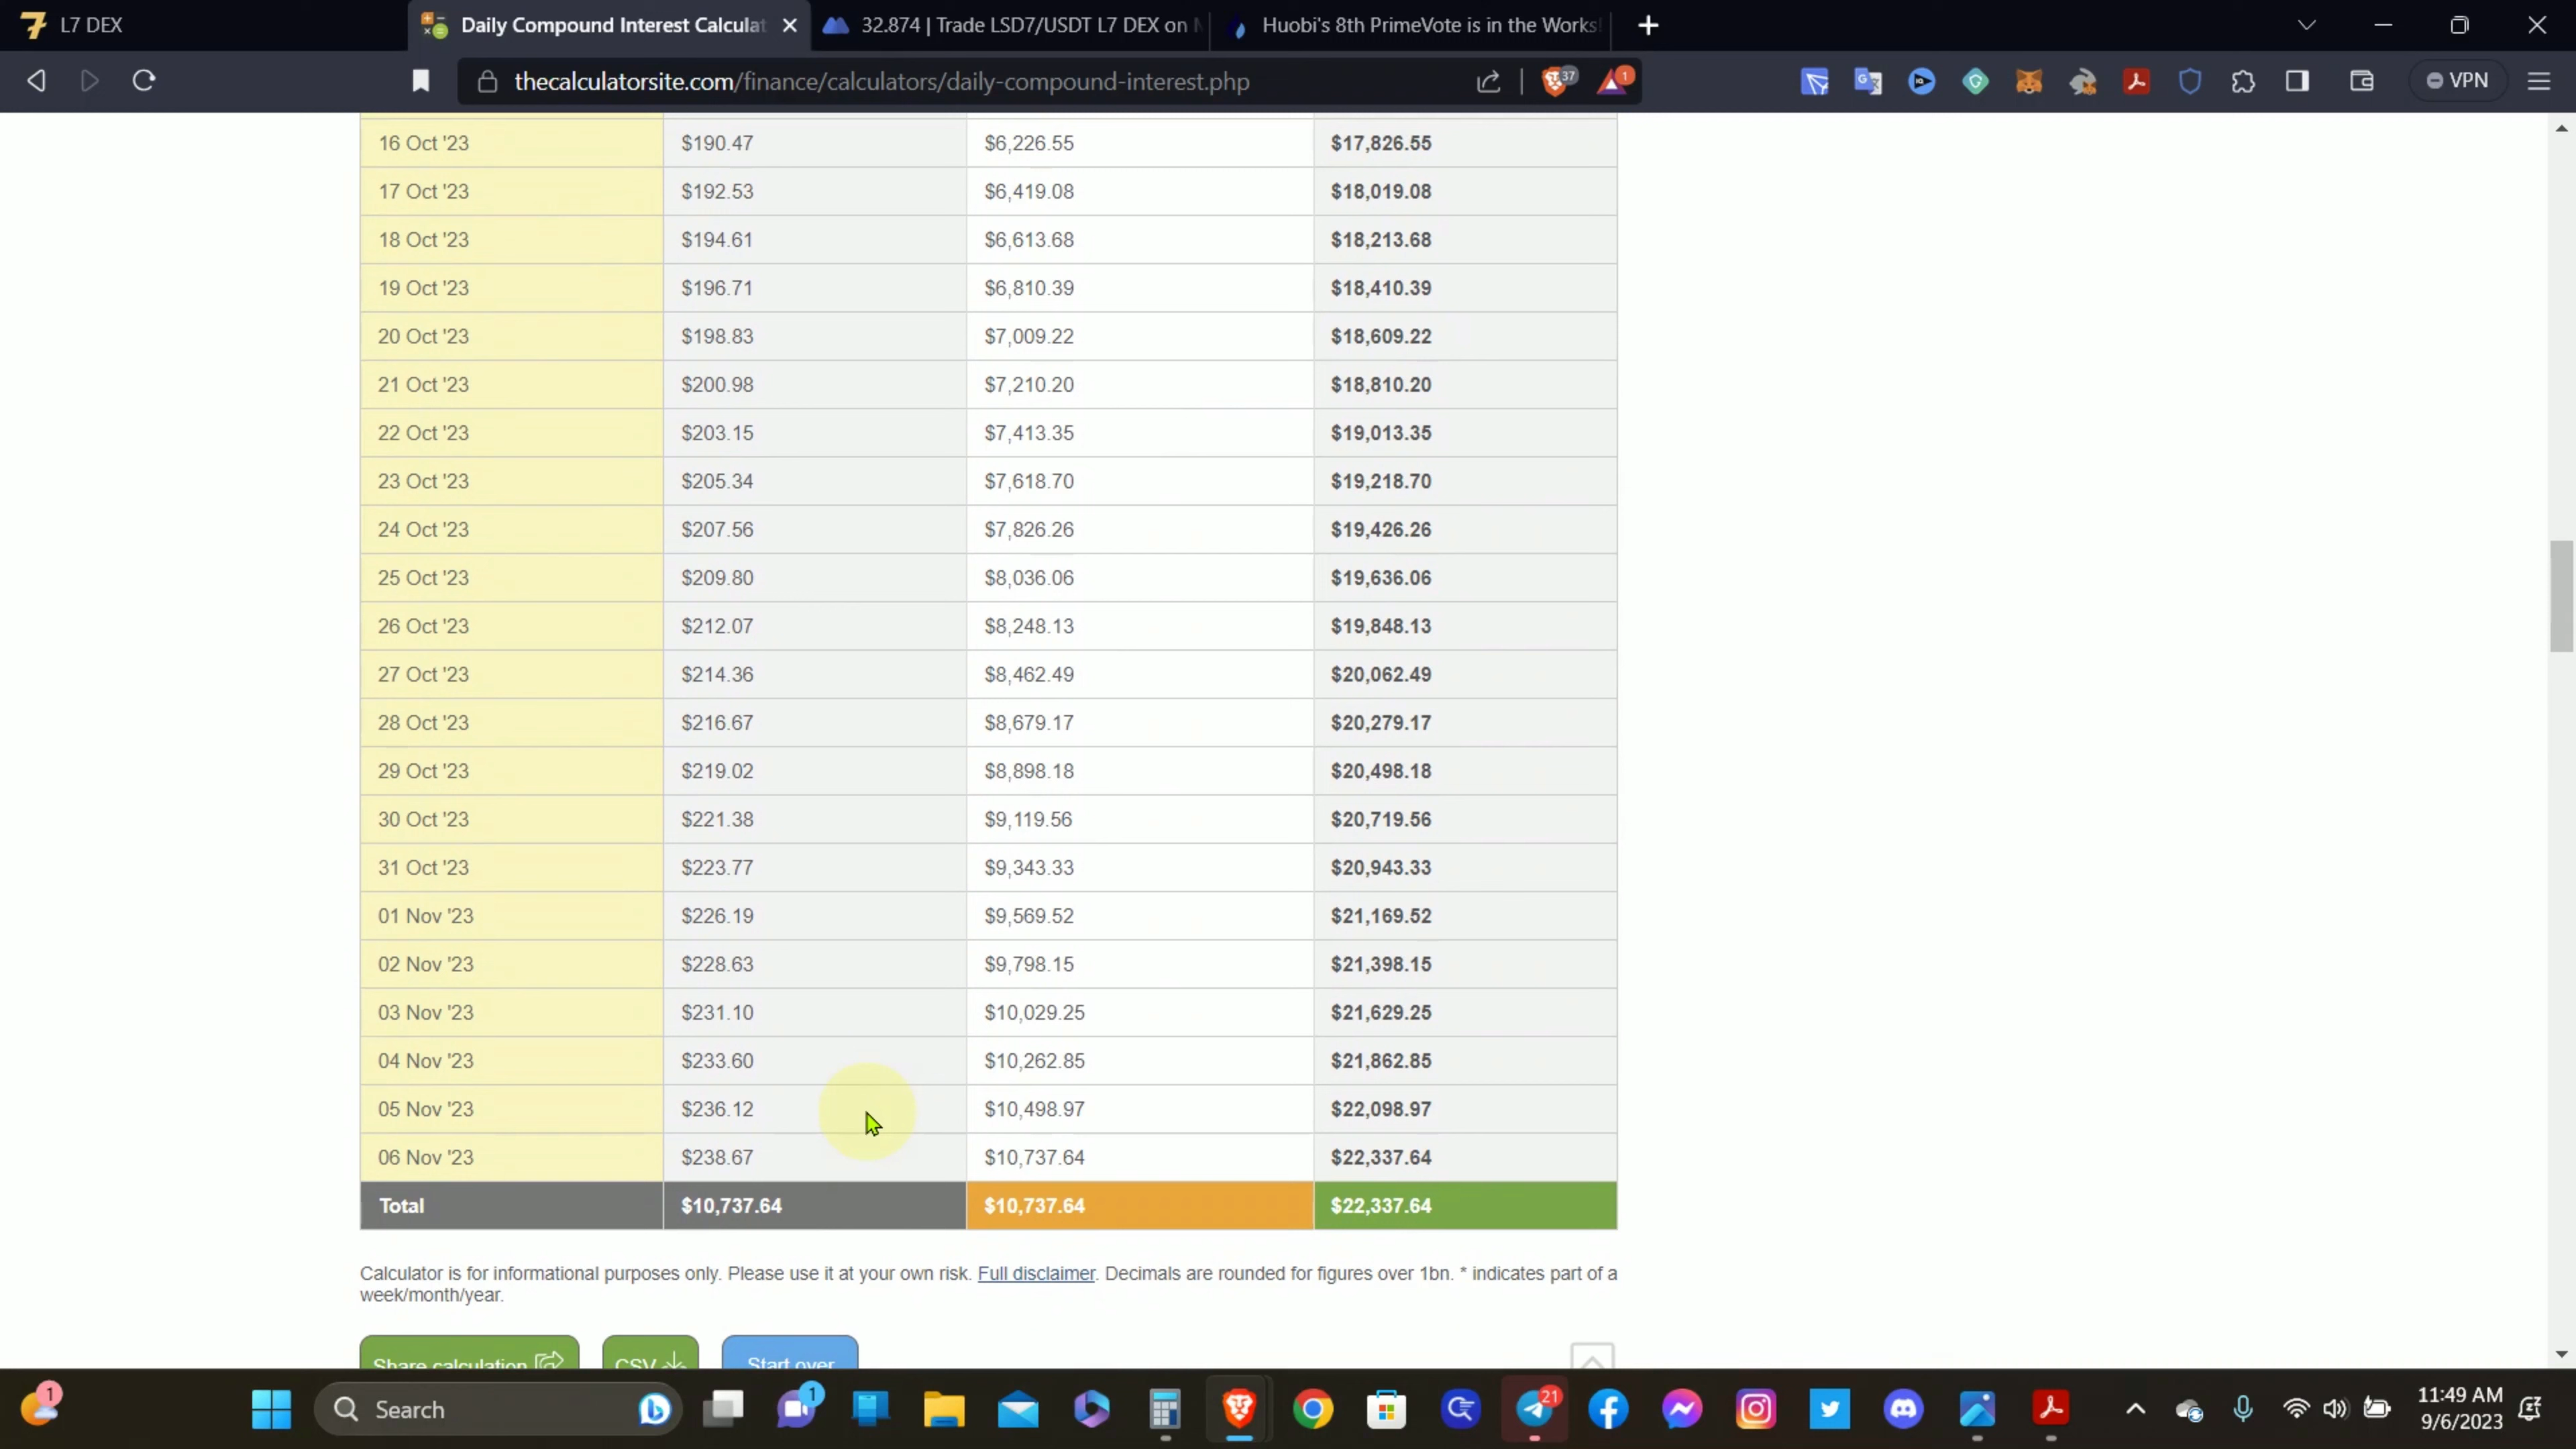 L7 DEX
Daily Compound Interest Calculat
32.874 | Trade LSD7/USDT L7 DEX on
Huobi's 8th PrimeVote is in the Works!
thecalculatorsite.com/finance/calculators/daily-compound-interest.php
37
1
VPN
16 Oct '23 $190.47 $6,226.55 $17,826.55
17 Oct '23 $192.53 $6,419.08 $18,019.08
18 Oct '23 $194.61 $6,613.68 $18,213.68
19 Oct '23 $196.71 $6,810.39 $18,410.39
20 Oct '23 $198.83 $7,009.22 $18,609.22
21 Oct '23 $200.98 $7,210.20 $18,810.20
22 Oct '23 $203.15 $7,413.35 $19,013.35
23 Oct '23 $205.34 $7,618.70 $19,218.70
24 Oct '23 $207.56 $7,826.26 $19,426.26
25 Oct '23 $209.80 $8,036.06 $19,636.06
26 Oct '23 $212.07 $8,248.13 $19,848.13
27 Oct '23 $214.36 $8,462.49 $20,062.49
28 Oct '23 $216.67 $8,679.17 $20,279.17
29 Oct '23 $219.02 $8,898.18 $20,498.18
30 Oct '23 $221.38 $9,119.56 $20,719.56
31 Oct '23 $223.77 $9,343.33 $20,943.33
01 Nov '23 $226.19 $9,569.52 $21,169.52
02 Nov '23 $228.63 $9,798.15 $21,398.15
03 Nov '23 $231.10 $10,029.25 $21,629.25
04 Nov '23 $233.60 $10,262.85 $21,862.85
05 Nov '23 $236.12 $10,498.97 $22,098.97
06 Nov '23 $238.67 $10,737.64 $22,337.64
Total $10,737.64 $10,737.64 $22,337.64
Calculator is for informational purposes only. Please use it at your own risk. Full disclaimer. Decimals are rounded for figures over 1bn. * indicates part of a
week/month/year.
Share calculation CSV Start over
1
Search
1
21
11:49 AM
9/6/2023